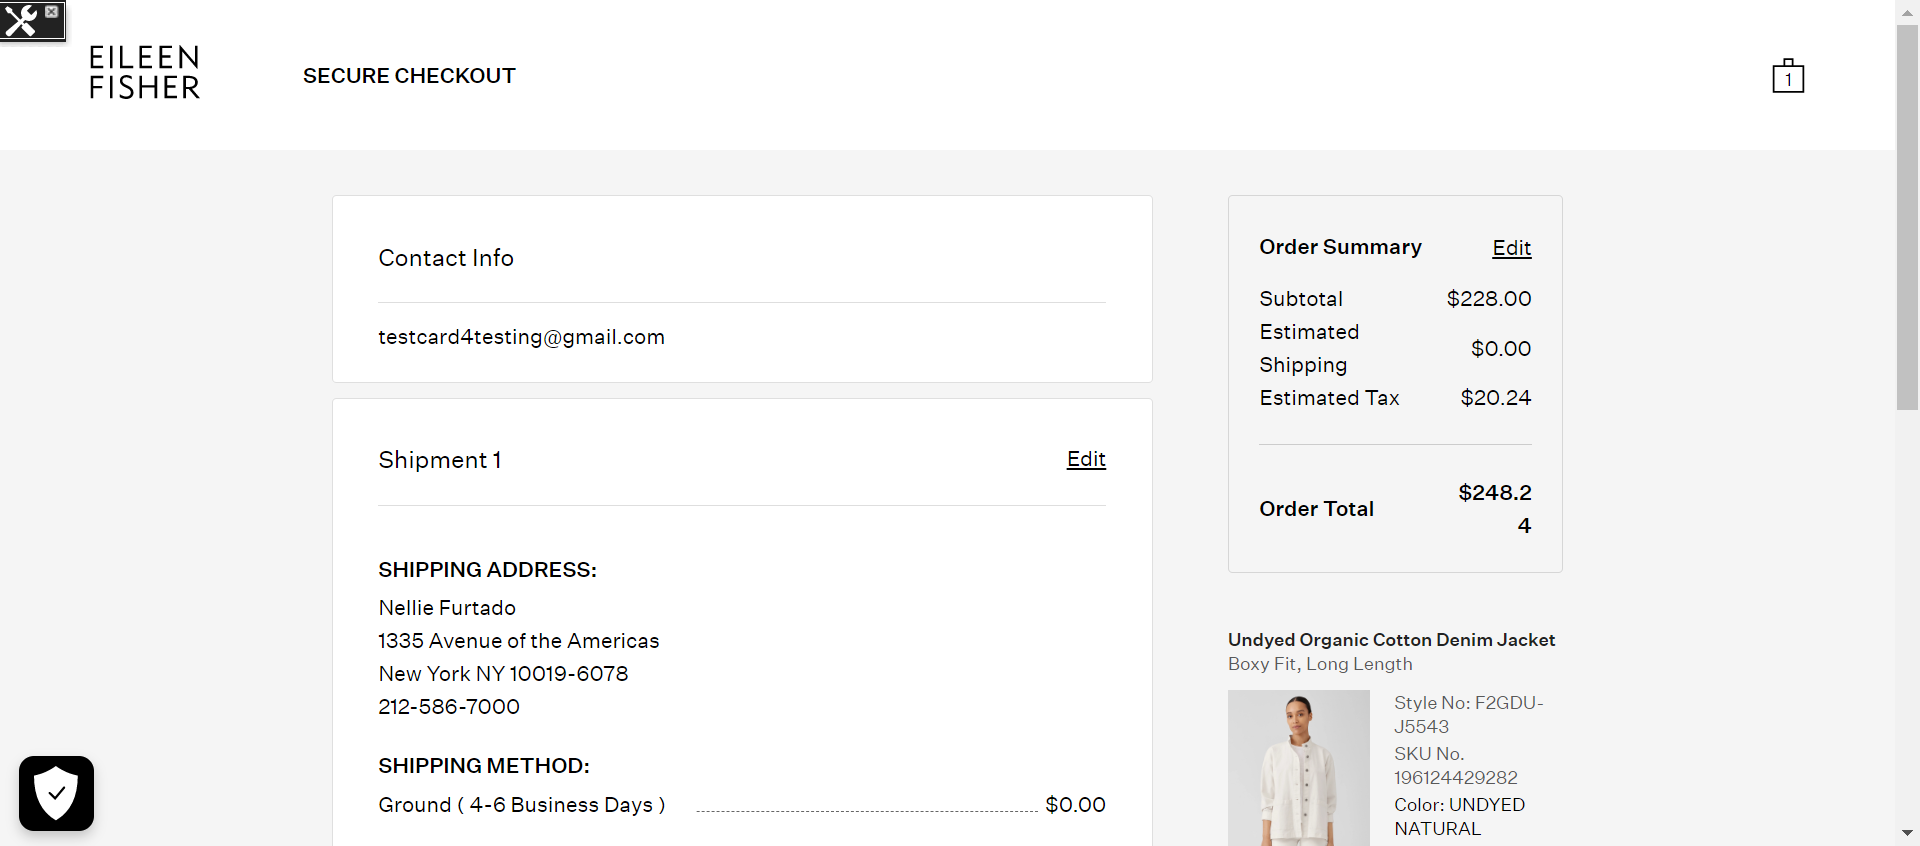 EILEEN
FISHER
SECURE CHECKOUT
1
Contact Info
testcard4testing@gmail.com
Shipment 1
Edit
SHIPPING ADDRESS:
Nellie Furtado
1335 Avenue of the Americas
New York NY 10019-6078
212-586-7000
SHIPPING METHOD:
Ground ( 4-6 Business Days )
$0.00
Order Summary
Edit
Subtotal
$228.00
Estimated
Shipping
$0.00
Estimated Tax
$20.24
Order Total
$248.2
4
Undyed Organic Cotton Denim Jacket
Boxy Fit, Long Length
Style No: F2GDU-
J5543
SKU No.
196124429282
Color: UNDYED
NATURAL